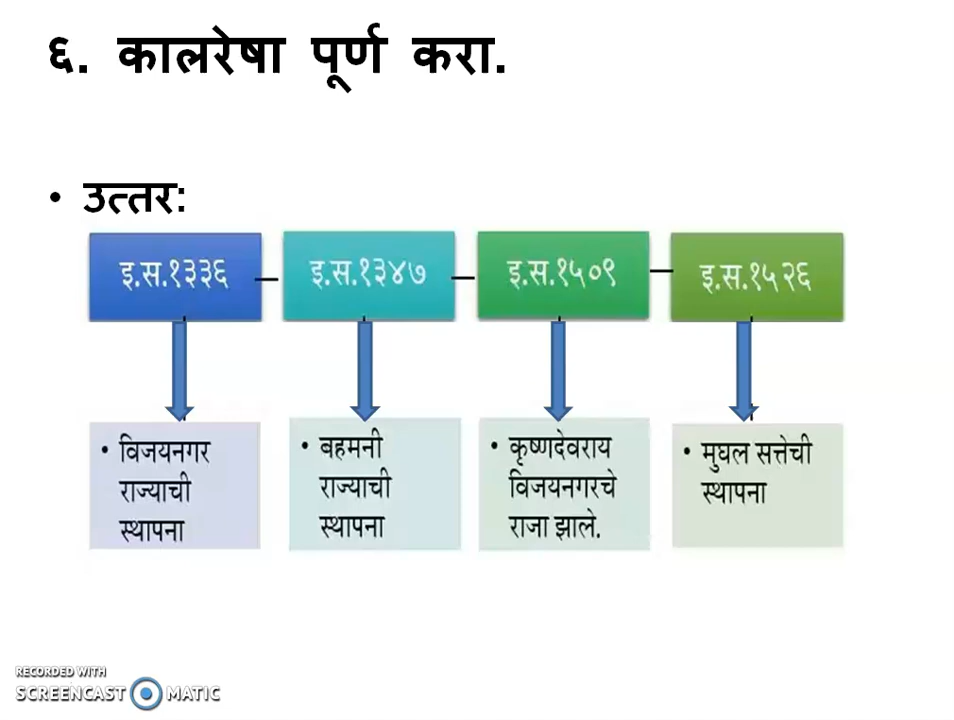 ६. कालरेषा पूर्ण करा.
• उत्तर:
इ.स.१३३६
इ.स.१३४७
इ.स.१५०९
इ.स.१५२६
• विजयनगर
राज्याची
स्थापना
• बहमनी
राज्याची
स्थापना
• कृष्णदेवराय
विजयनगरचे
राजा झाले.
• मुघल सत्तेची
स्थापना
RECORDED WITH
SCREENCAST MATIC